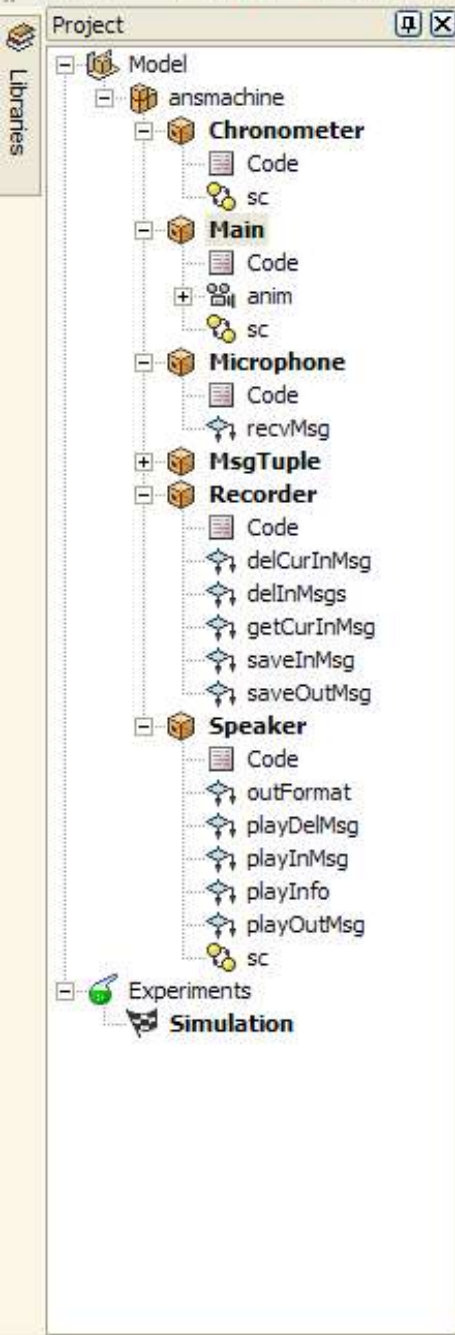 Project
Libraries
Model
ansmachine
Chronometer
Code
sc
Main
Code
anim
sc
Microphone
Code
recvMsg
MsgTuple
Recorder
Code
delCurInMsg
delInMsgs
getCurInMsg
saveInMsg
saveOutMsg
Speaker
Code
outFormat
playDelMsg
playInMsg
playInfo
playOutMsg
sc
Experiments
Simulation